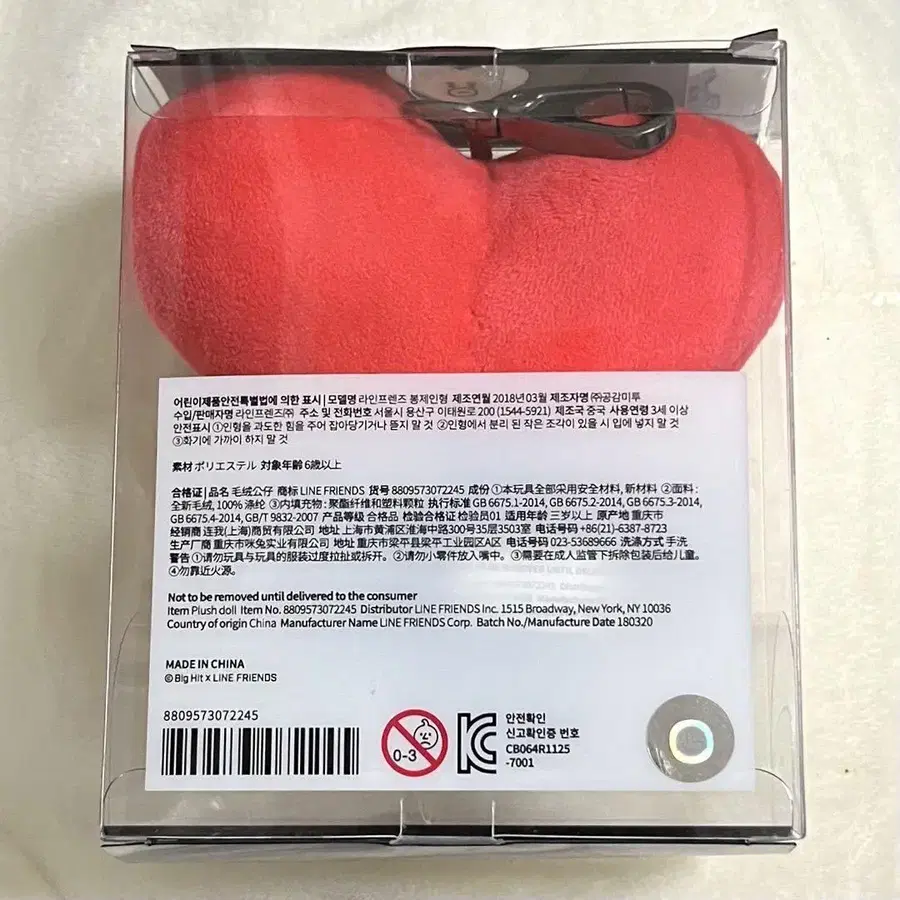 어린이제품안전특별법에 의한 표시 | 모델명 라인프렌즈 봉제인형 제조연월 2018년 03월 제조자명 ㈜공감미투
수입/판매자명 라인프렌즈㈜ 주소 및 전화번호 서울시 용산구 이태원로 200 (1544-5921) 제조국 중국 사용연령 3세 이상
안전표시 ①인형을 과도한 힘을 주어 잡아당기거나 뜯지 말 것 ②인형에서 분리 된 작은 조각이 있을 시 입에 넣지 말 것
③화기에 가까이 하지 말 것
素材 ポリエステル 対象年齢 6歳以上
合格证 | 品名 毛绒公仔 商标 LINE FRIENDS 货号 8809573072245 成份 ①本玩具全部采用安全材料, 新材料 ②面料:
全新毛绒, 100% 涤纶 ③内填充物: 聚酯纤维和塑料颗粒 执行标准 GB 6675.1-2014, GB 6675.2-2014, GB 6675.3-2014,
GB 6675.4-2014, GB/T 9832-2007 产品等级 合格品 检验合格证 检验员01 适用年龄 三岁以上 原产地 重庆市
经销商 连我(上海)商贸有限公司 地址 上海市黄浦区淮海中路300号35层3503室 电话号码 +86(21)-6387-8723
生产厂商 重庆市咪兔实业有限公司 地址 重庆市梁平县梁平工业园区A区 电话号码 023-53689666 洗涤方式 手洗
警告 ①请勿玩具与玩具的服装过度拉扯或拆开。②请勿小零件放入嘴中。③需要在成人监管下拆除包装后给儿童。
④勿靠近火源。
Not to be removed until delivered to the consumer
Item Plush doll Item No. 8809573072245 Distributor LINE FRIENDS Inc. 1515 Broadway, New York, NY 10036
Country of origin China Manufacturer Name LINE FRIENDS Corp. Batch No./Manufacture Date 180320
MADE IN CHINA
© Big Hit x LINE FRIENDS
8809573072245
0-3
안전확인
신고확인증 번호
CB064R1125
-7001